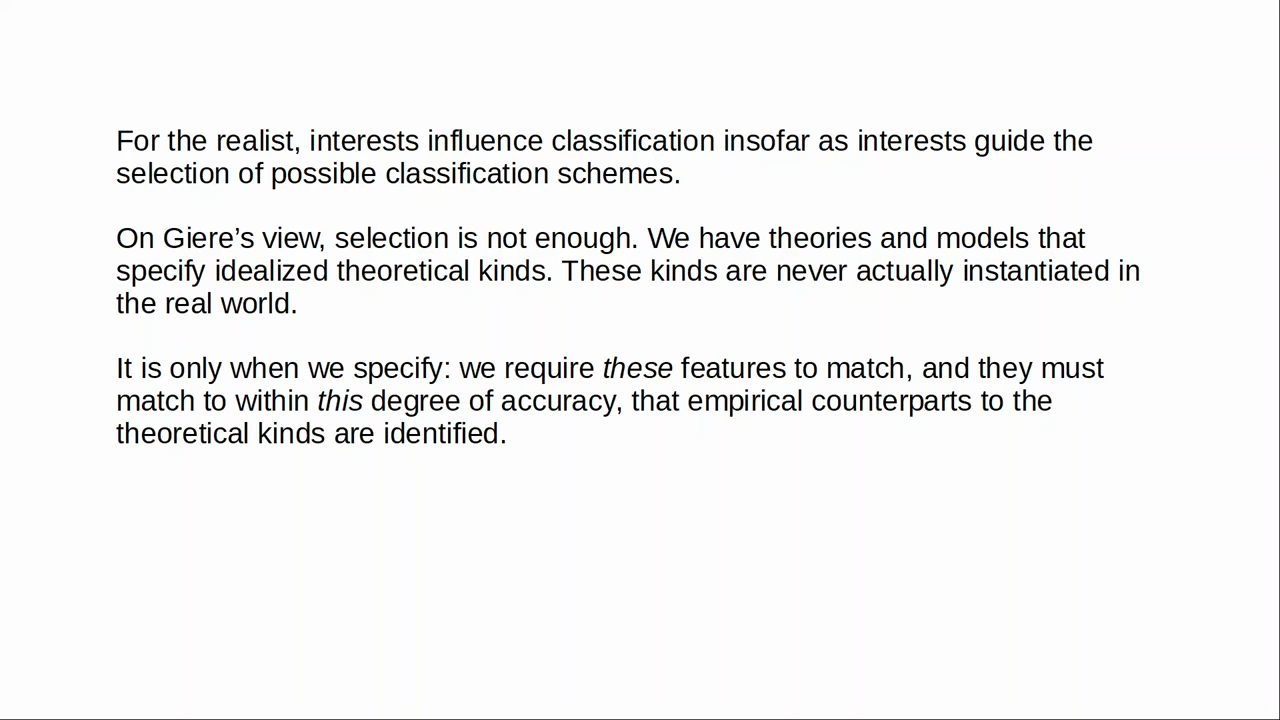 For the realist, interests influence classification insofar as interests guide the
selection of possible classification schemes.
On Giere’s view, selection is not enough. We have theories and models that
specify idealized theoretical kinds. These kinds are never actually instantiated in
the real world.
It is only when we specify: we require these features to match, and they must
match to within this degree of accuracy, that empirical counterparts to the
theoretical kinds are identified.